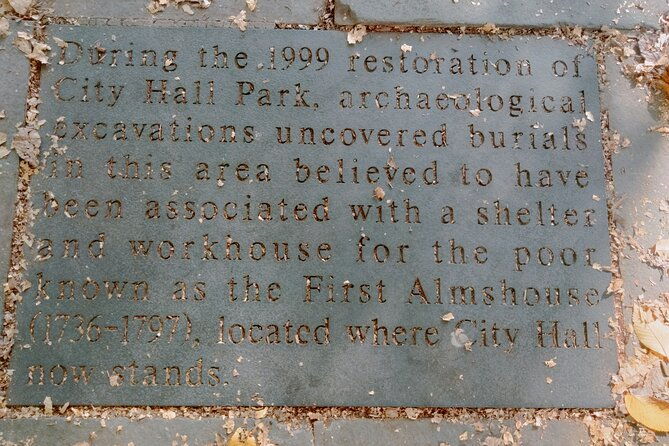 During the 1999 restoration of
City Hall Park, archaeological
excavations uncovered burials
in this area believed to have
been associated with a shelter
and workhouse for the poor
known as the First Almshouse
(1736-1797), located where City Hall
now stands.